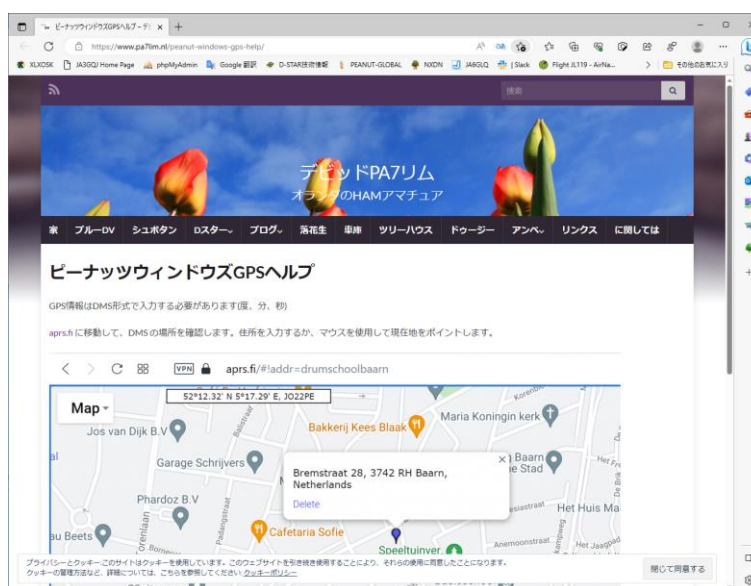 ピーナッツウィンドウズGPSヘルプ - デ
https://www.pa7lim.nl/peanut-windows-gps-help/
XLXOSK
JA3GQJ Home Page
phpMyAdmin
Google 翻訳
D-STAR技術情報
PEANUT-GLOBAL
NXDN
JA6GLQ
| Slack
Flight JL119 - AirNa...
その他のお気に入り
検索
デビッドPA7リム
オランダのHAMアマチュア
家 ブルーDV シュボタン Dスター ブログ 落花生 車庫 ツリーハウス ドゥージー アンベ リンクス に関しては
ピーナッツウィンドウズGPSヘルプ
GPS情報はDMS形式で入力する必要があります(度、分、秒)
aprs.fi に移動して、DMS の場所を確認します。住所を入力するか、マウスを使用して現在地をポイントします。
VPN aprs.fi/#!addr=drumschoolbaarn
52°12.32' N 5°17.29' E, JO22PE
Map
Jos van Dijk B.V
Bakkerij Kees Blaak
Maria Koningin kerk
Garage Schrijvers
Bremstraat 28, 3742 RH Baarn,
Netherlands
Delete
Baarn
ne Stad
Phardoz B.V
Het Huis Ma
au Beets
Cafetaria Sofie
Speeltuinver.
Anemoonstraat
プライバシーとクッキー:このサイトはクッキーを使用しています。このウェブサイトを引き続き使用することにより、それらの使用に同意したことになります。
クッキーの管理方法など、詳細については、こちらを参照してください クッキーポリシー
閉じて同意する